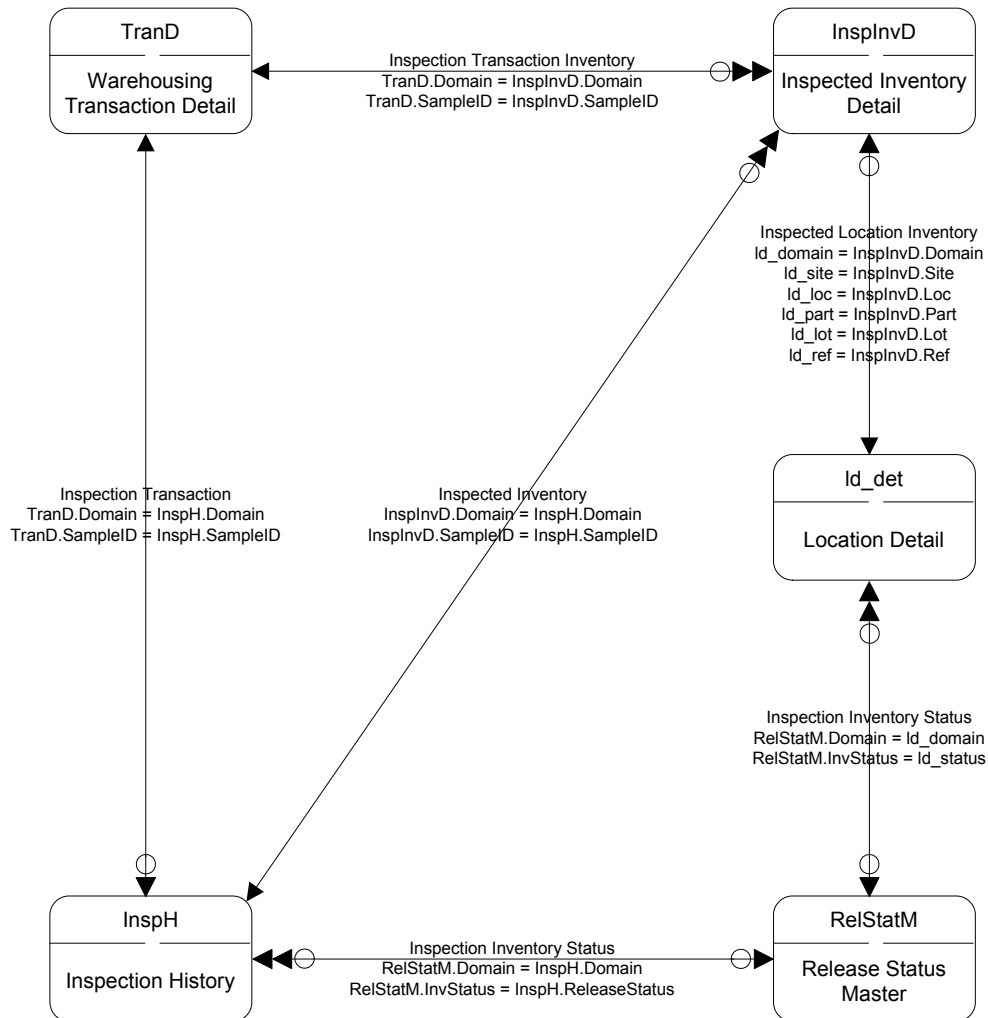 TranD
Warehousing
Transaction Detail
Inspection Transaction Inventory
TranD.Domain = InspInvD.Domain
TranD.SampleID = InspInvD.SampleID
InspInvD
Inspected Inventory
Detail
Inspected Location Inventory
ld_domain = InspInvD.Domain
ld_site = InspInvD.Site
ld_loc = InspInvD.Loc
ld_part = InspInvD.Part
ld_lot = InspInvD.Lot
ld_ref = InspInvD.Ref
Inspection Transaction
TranD.Domain = InspH.Domain
TranD.SampleID = InspH.SampleID
Inspected Inventory
InspInvD.Domain = InspH.Domain
InspInvD.SampleID = InspH.SampleID
ld_det
Location Detail
Inspection Inventory Status
RelStatM.Domain = ld_domain
RelStatM.InvStatus = ld_status
InspH
Inspection History
Inspection Inventory Status
RelStatM.Domain = InspH.Domain
RelStatM.InvStatus = InspH.ReleaseStatus
RelStatM
Release Status
Master